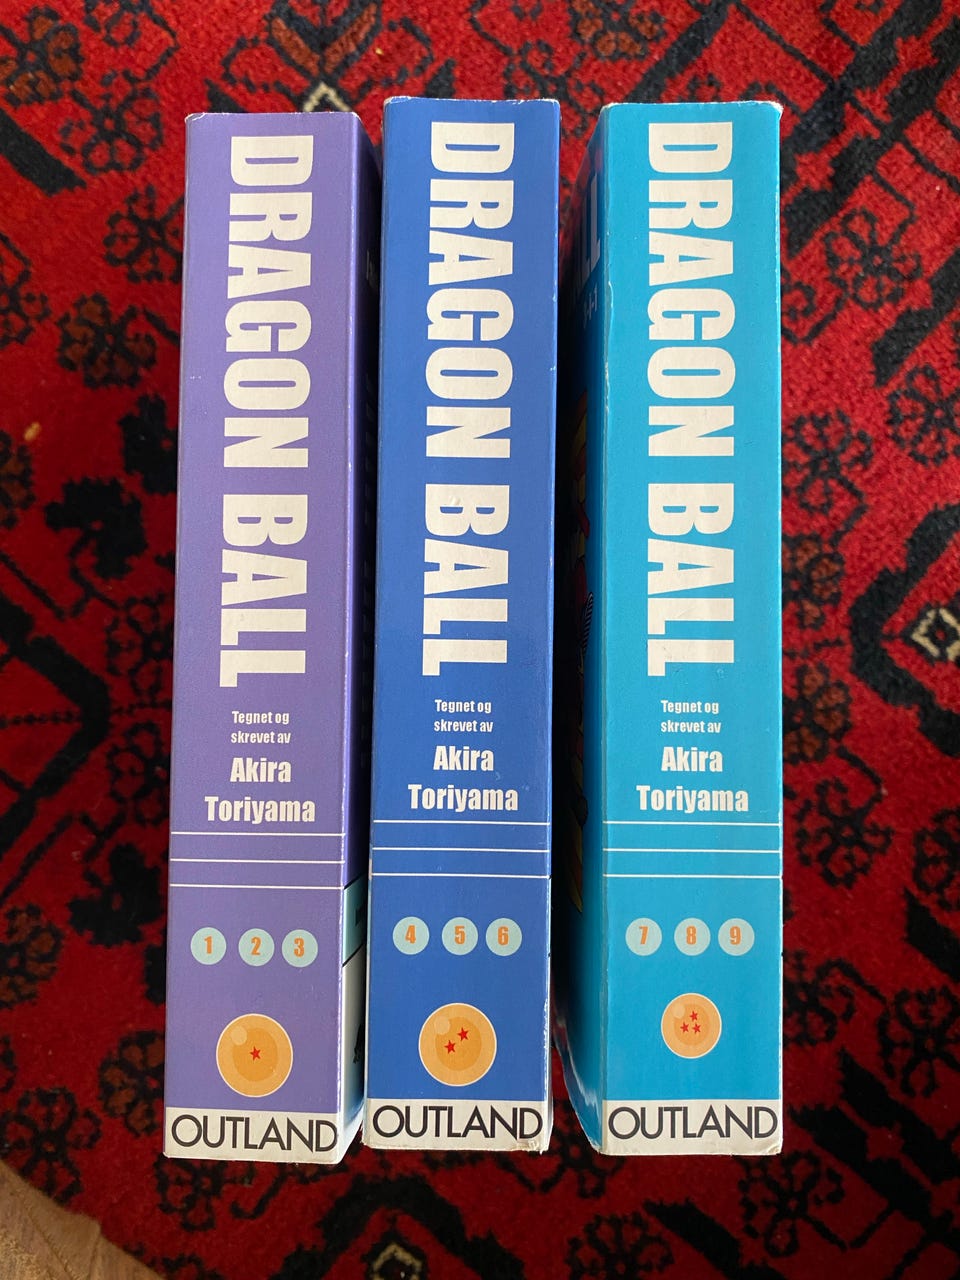 DRAGON BALL
Tegnet og
skrevet av
Akira
Toriyama
1 2 3
OUTLAND
DRAGON BALL
Tegnet og
skrevet av
Akira
Toriyama
4 5 6
OUTLAND
DRAGON BALL
Tegnet og
skrevet av
Akira
Toriyama
7 8 9
OUTLAND